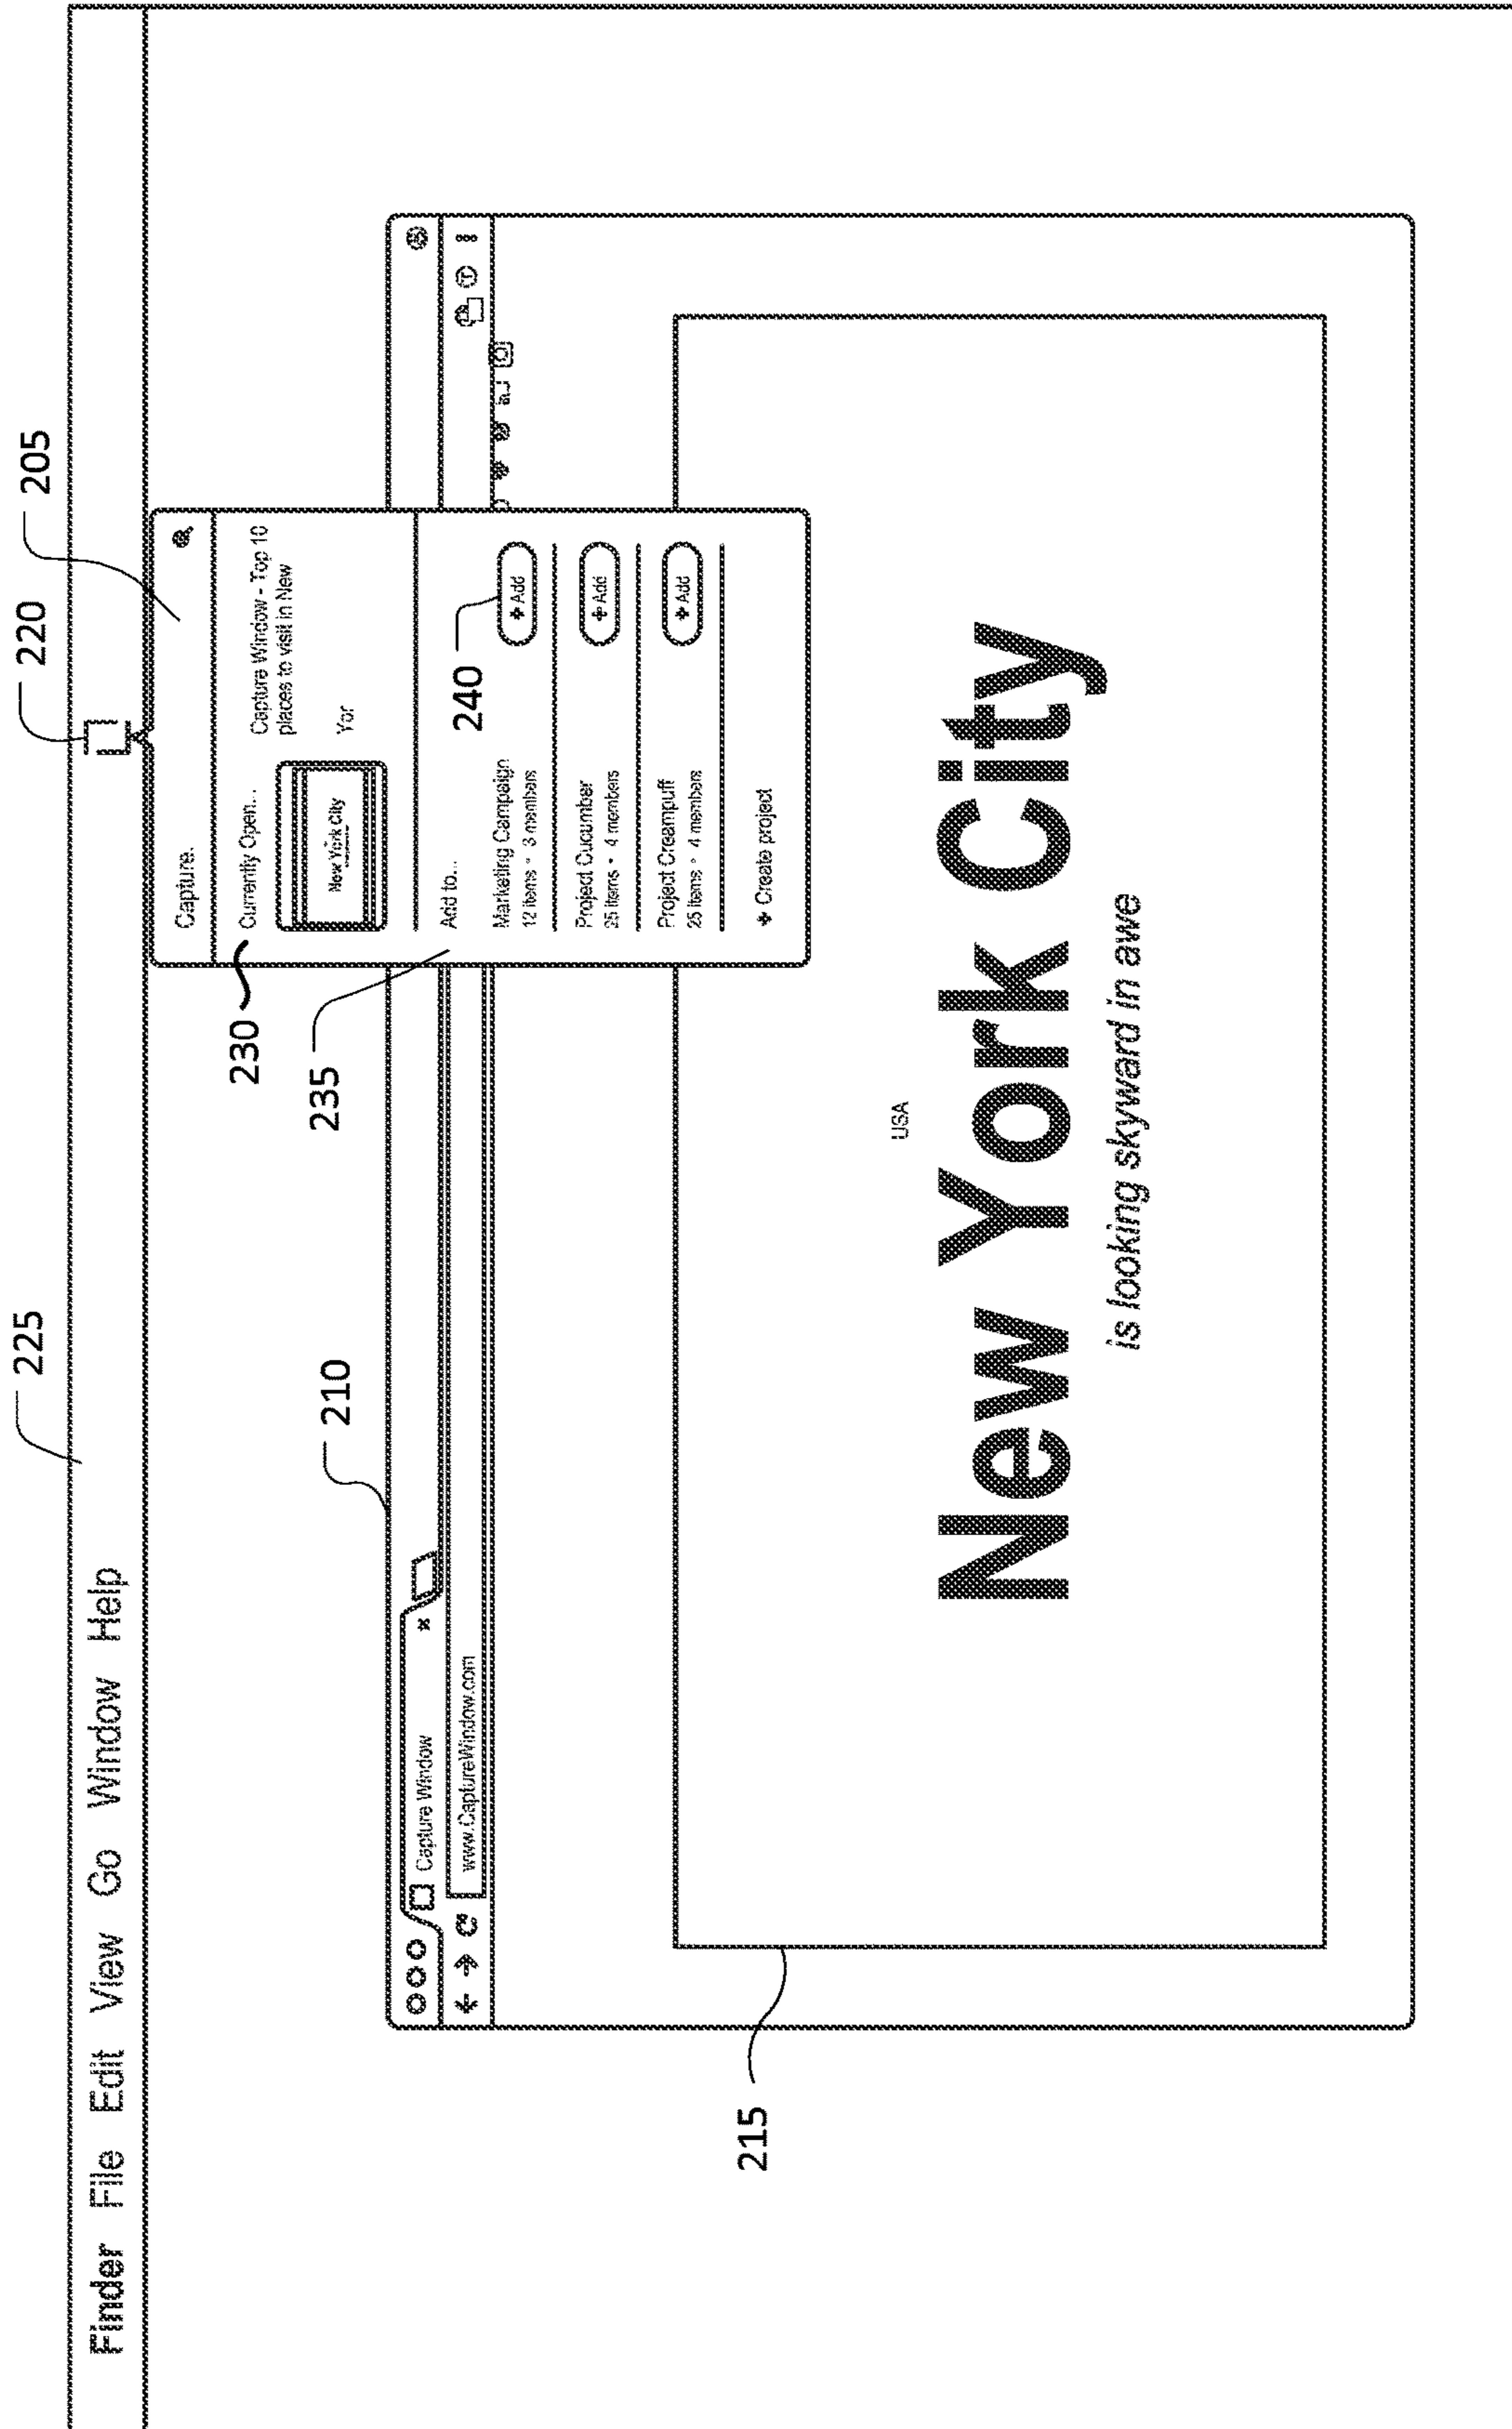 225
220
205
Finder File Edit View Go Window Help
Capture.
230
Currently Open...
New York City
Capture Window - Top 10
places to visit in New
Yor
235
Add to...
240
Marketing Campaign
12 items • 3 members
+ Add
Project Cucumber
25 items • 4 members
+ Add
Project Creampuff
25 items • 4 members
+ Add
+ Create project
210
Capture Window
www.CaptureWindow.com
215
USA
New York City
is looking skyward in awe